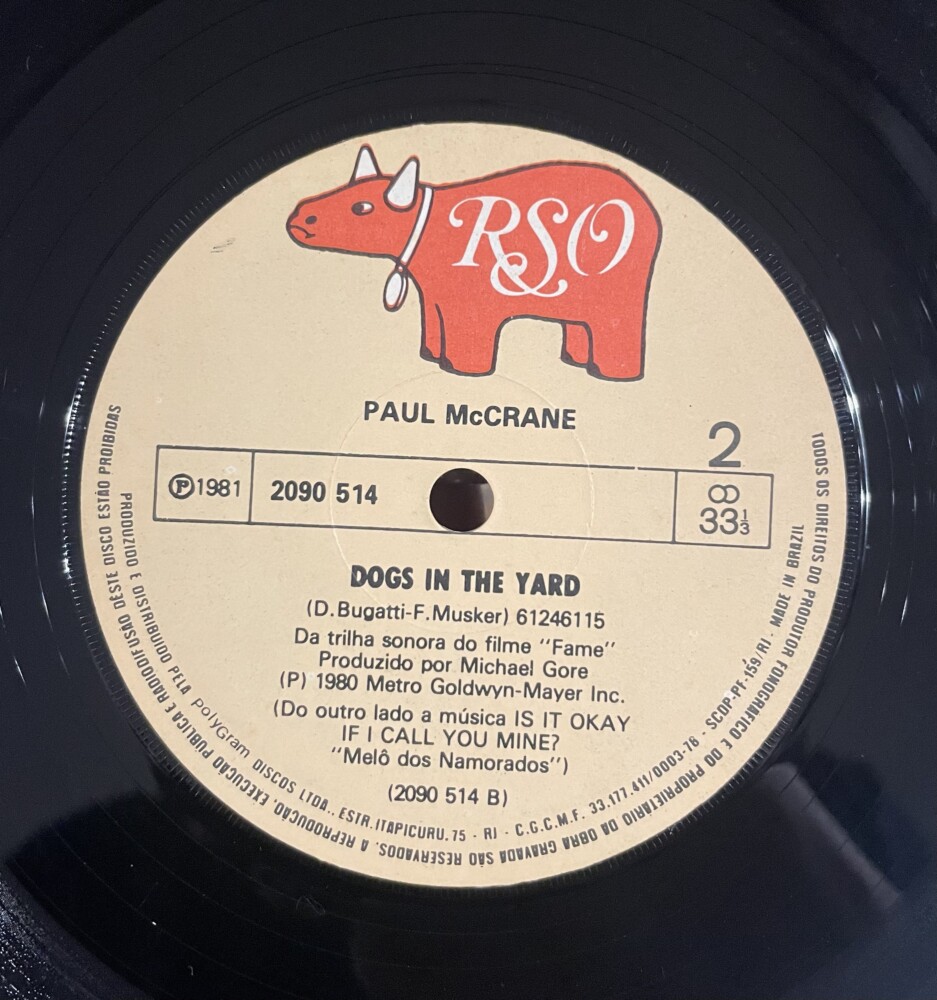 RSO
PAUL McCRANE
2
Ⓟ1981
2090 514
33⅓
DOGS IN THE YARD
(D.Bugatti-F.Musker) 61246115
Da trilha sonora do filme "Fame"
Produzido por Michael Gore
(P) 1980 Metro Goldwyn-Mayer Inc.
(Do outro lado a música IS IT OKAY
IF I CALL YOU MINE?
"Melô dos Namorados")
(2090 514 B)
TODOS OS DIREITOS DO PRODUTOR FONOGRÁFICO E DO PROPRIETÁRIO DA OBRA GRAVADA SÃO RESERVADOS. A REPRODUÇÃO, EXECUÇÃO PÚBLICA E RADIODIFUSÃO DESTE DISCO ESTÃO PROIBIDAS
PRODUZIDO E DISTRIBUIDO PELA PolyGram DISCOS LTDA., ESTR.ITAPICURU, 75 - RJ - C.G.C.M.F. 33.177.411/0003-76 - SCDP-PF-159/RJ - MADE IN BRAZIL